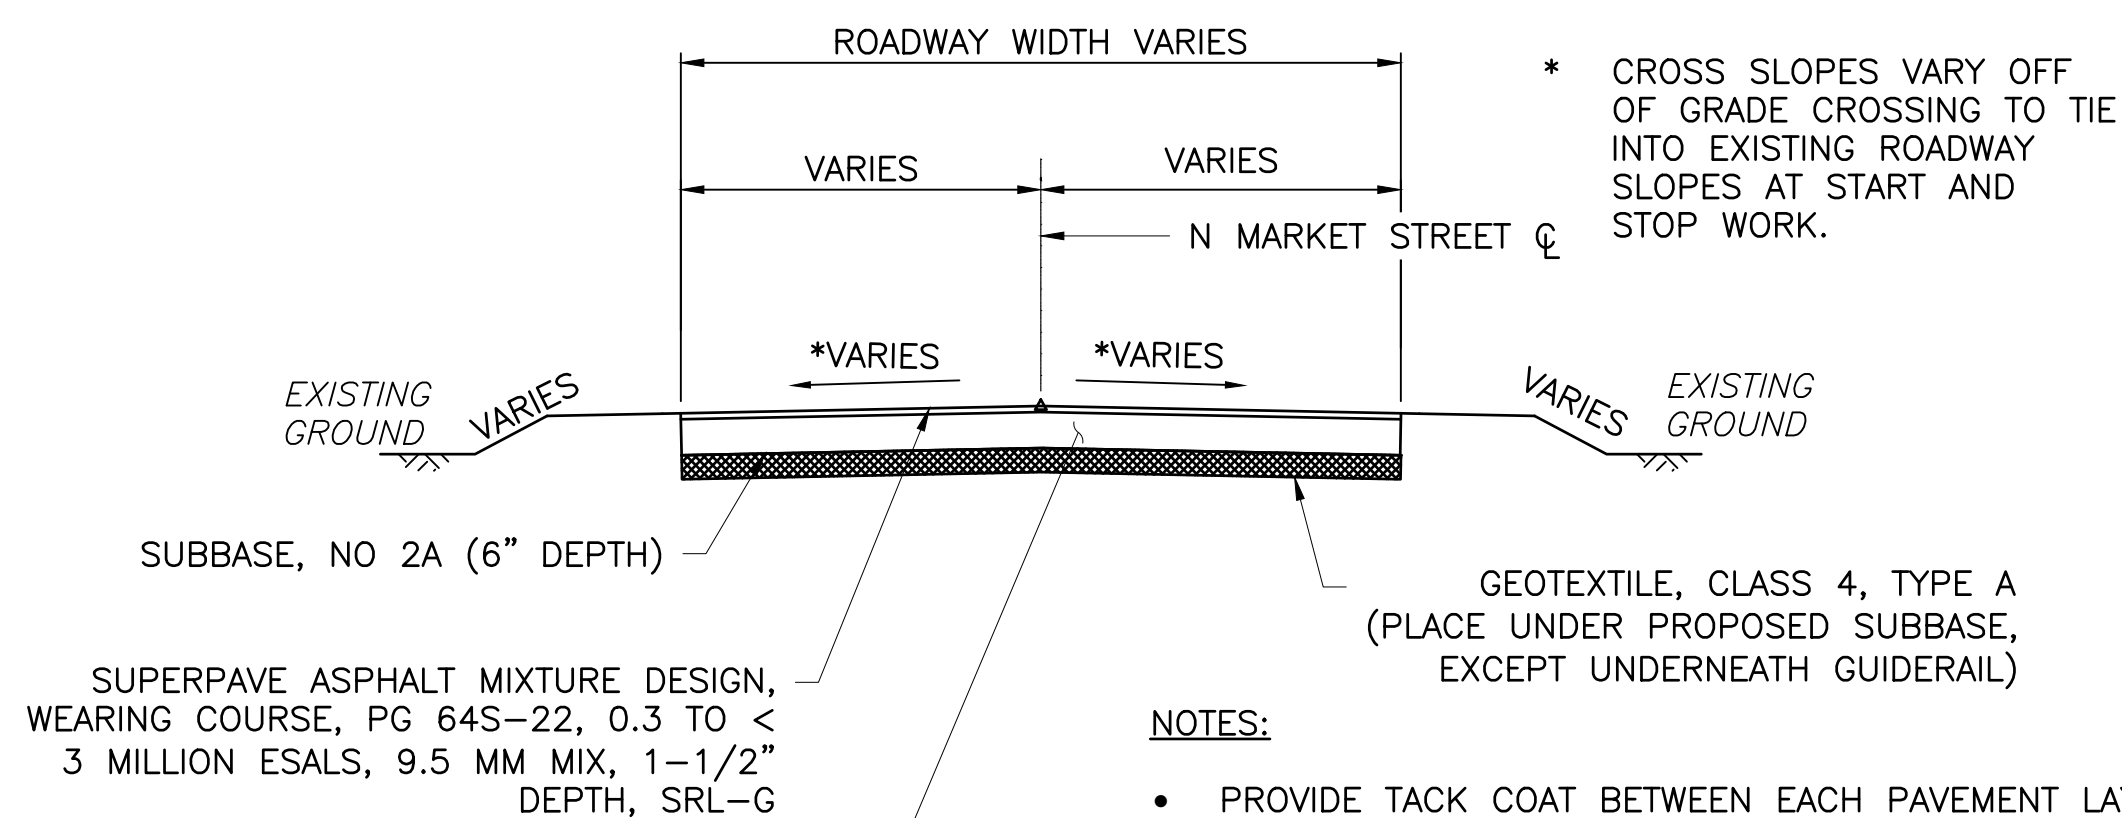 ROADWAY WIDTH VARIES
* CROSS SLOPES VARY OFF
OF GRADE CROSSING TO TIE
INTO EXISTING ROADWAY
SLOPES AT START AND
STOP WORK.
VARIES
VARIES
N MARKET STREET ℄
*VARIES
*VARIES
EXISTING
GROUND
VARIES
VARIES
EXISTING
GROUND
SUBBASE, NO 2A (6” DEPTH)
GEOTEXTILE, CLASS 4, TYPE A
(PLACE UNDER PROPOSED SUBBASE,
EXCEPT UNDERNEATH GUIDERAIL)
SUPERPAVE ASPHALT MIXTURE DESIGN,
WEARING COURSE, PG 64S-22, 0.3 TO <
3 MILLION ESALS, 9.5 MM MIX, 1-1/2”
DEPTH, SRL-G
NOTES:
• PROVIDE TACK COAT BETWEEN EACH PAVEMENT